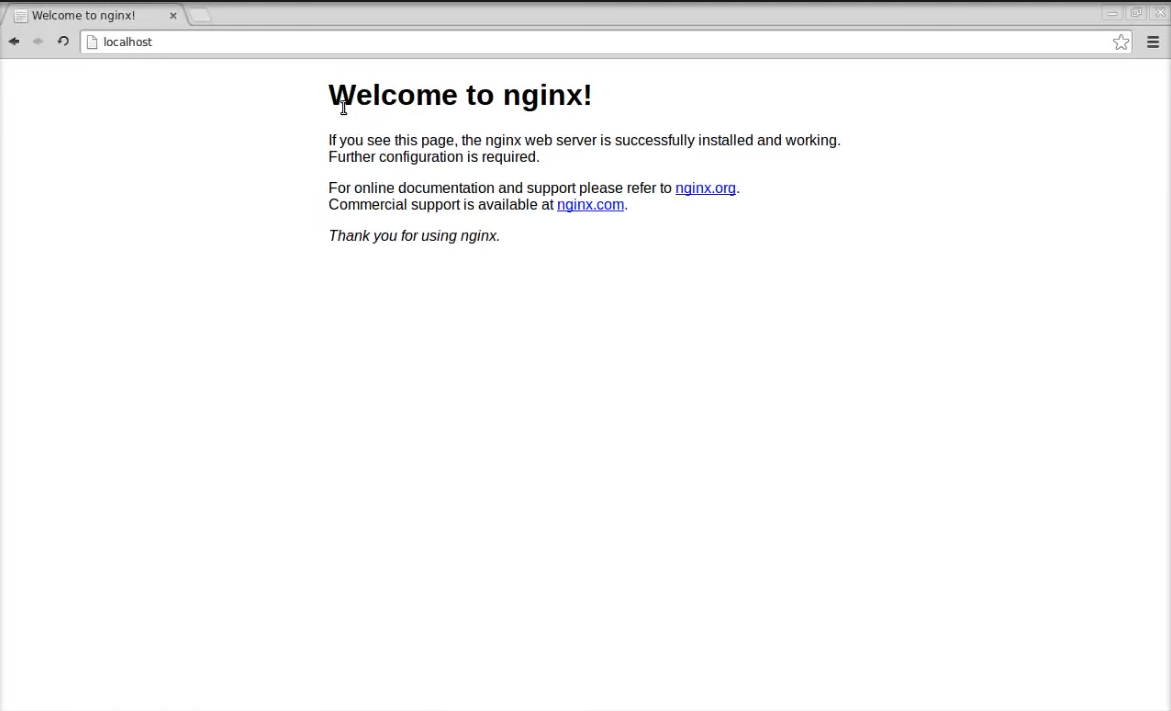 Welcome to nginx!
localhost
Welcome to nginx!
If you see this page, the nginx web server is successfully installed and working.
Further configuration is required.
For online documentation and support please refer to nginx.org.
Commercial support is available at nginx.com.
Thank you for using nginx.